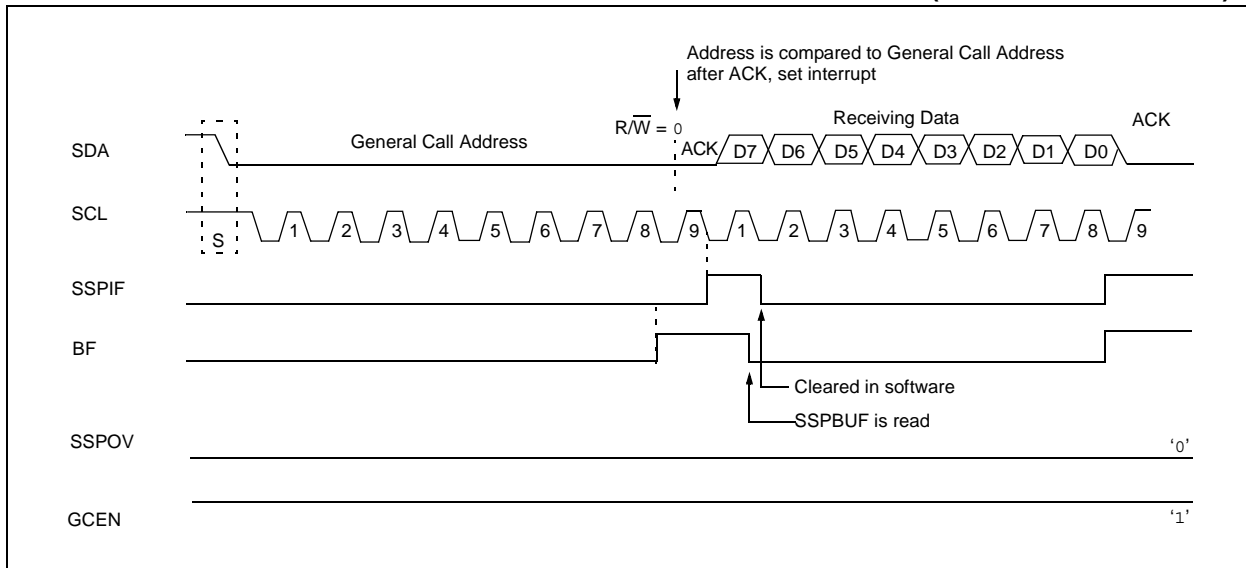 Address is compared to General Call Address
after ACK, set interrupt
R/W̅ = 0
Receiving Data
ACK
SDA
General Call Address
ACK
D7 D6 D5 D4 D3 D2 D1 D0
SCL
S
1 2 3 4 5 6 7 8 9 1 2 3 4 5 6 7 8 9
SSPIF
BF
Cleared in software
SSPBUF is read
SSPOV
‘0’
GCEN
‘1’